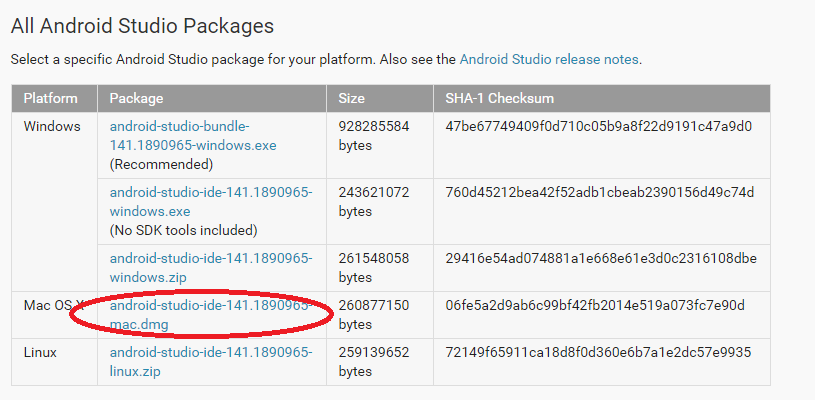 All Android Studio Packages
Select a specific Android Studio package for your platform. Also see the Android Studio release notes.
Platform Package Size SHA-1 Checksum
Windows android-studio-bundle- 928285584 47be67749409f0d710c05b9a8f22d9191c47a9d0
141.1890965-windows.exe bytes
(Recommended)
android-studio-ide-141.1890965- 243621072 760d45212bea42f52adb1cbeab2390156d49c74d
windows.exe bytes
(No SDK tools included)
android-studio-ide-141.1890965- 261548058 29416e54ad074881a1e668e61e3d0c2316108dbe
windows.zip bytes
Mac OS X android-studio-ide-141.1890965- 260877150 06fe5a2d9ab6c99bf42fb2014e519a073fc7e90d
mac.dmg bytes
Linux android-studio-ide-141.1890965- 259139652 72149f65911ca18d8f0d360e6b7a1e2dc57e9935
linux.zip bytes